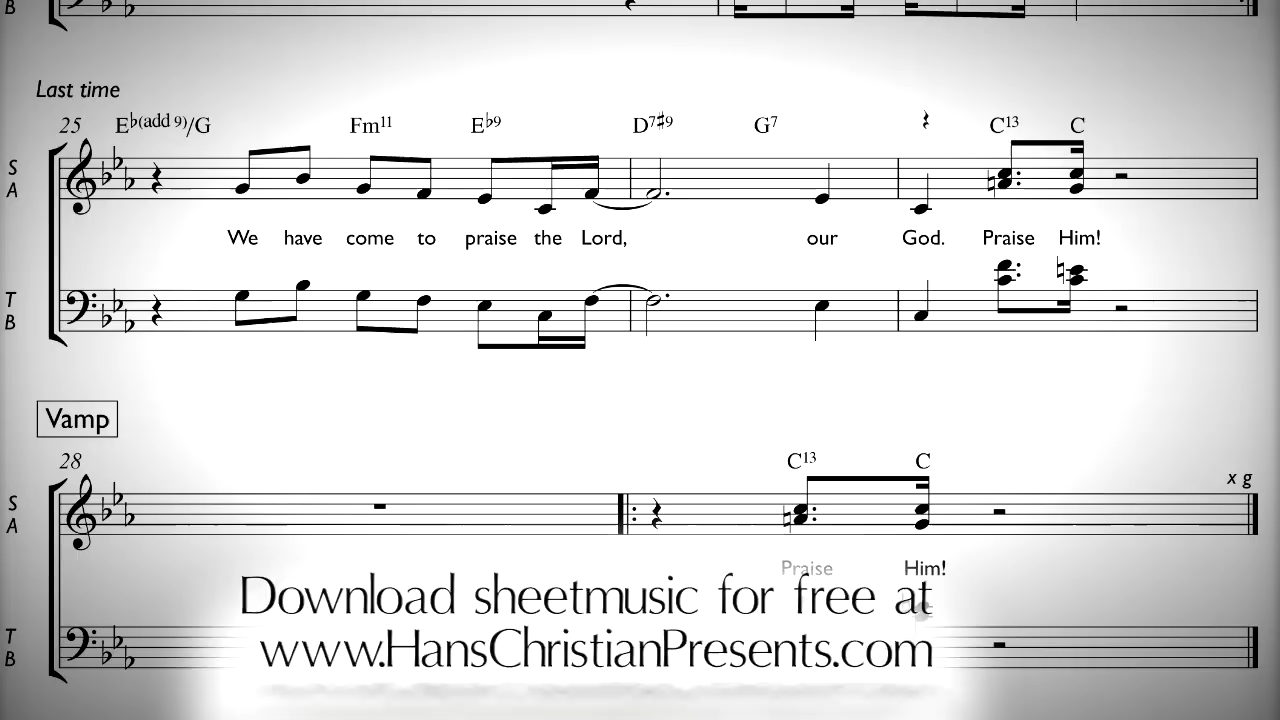 B
Last time
25 E♭(add 9)/G Fm11 E♭9 D7♯9 G7 C13 C
S
A
We have come to praise the Lord, our God. Praise Him!
T
B
Vamp
28 C13 C
x g
S
A
Praise Him!
Download sheetmusic for free at
www.HansChristianPresents.com
T
B